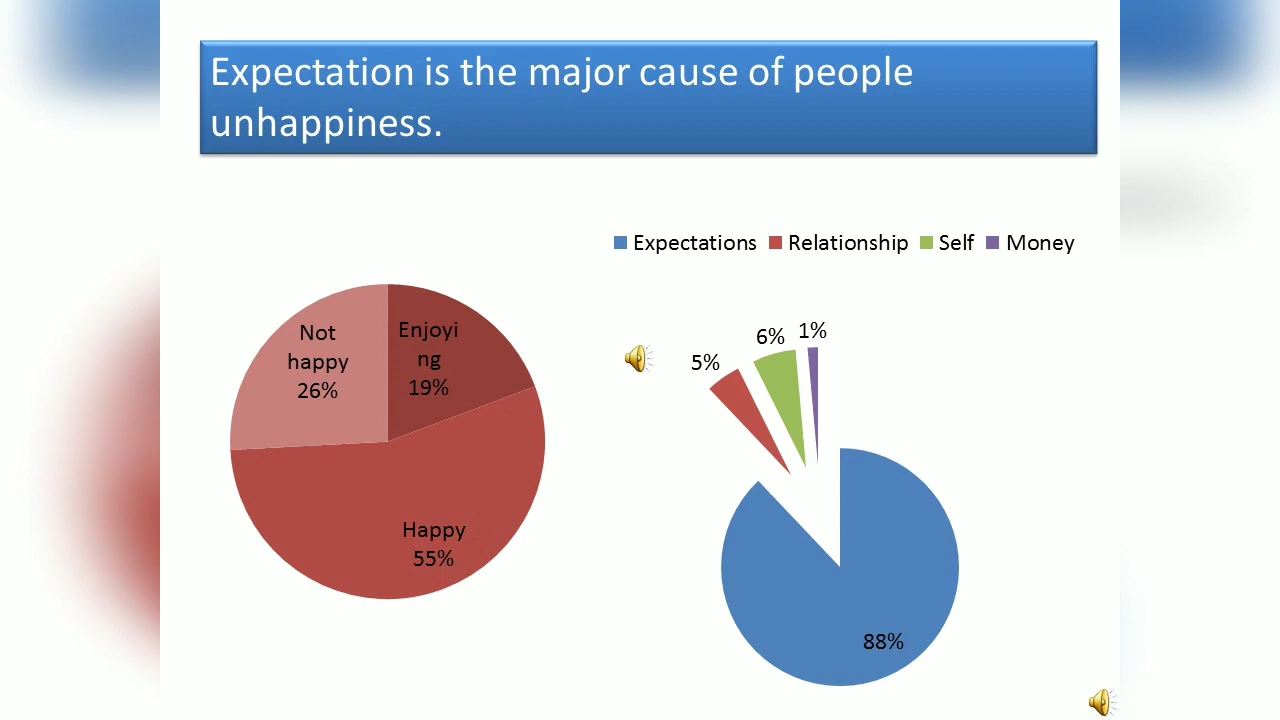 Expectation is the major cause of people
unhappiness.
Expectations Relationship Self Money
Not
happy
26%
Enjoyi
ng
19%
Happy
55%
5%
6%
1%
88%